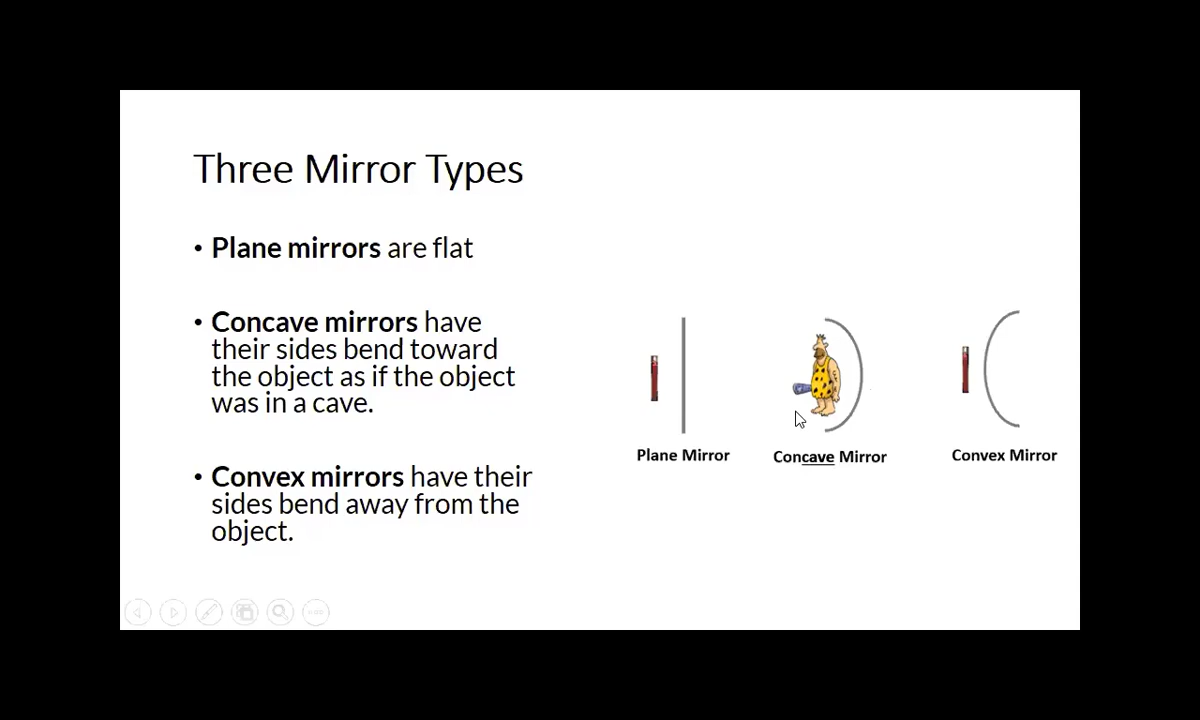 Three Mirror Types
• Plane mirrors are flat
• Concave mirrors have
their sides bend toward
the object as if the object
was in a cave.
• Convex mirrors have their
sides bend away from the
object.
Plane Mirror
Concave Mirror
Convex Mirror